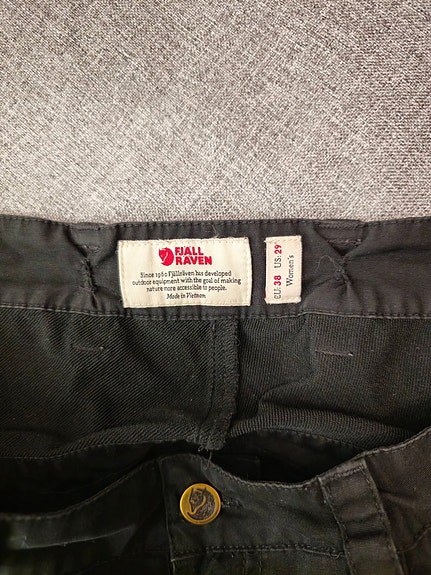 FJÄLL
RAVEN
Since 1960 Fjällräven has developed
outdoor equipment with the goal of making
nature more accessible to people.
Made in Vietnam
EU: 38 US: 29"
Women's